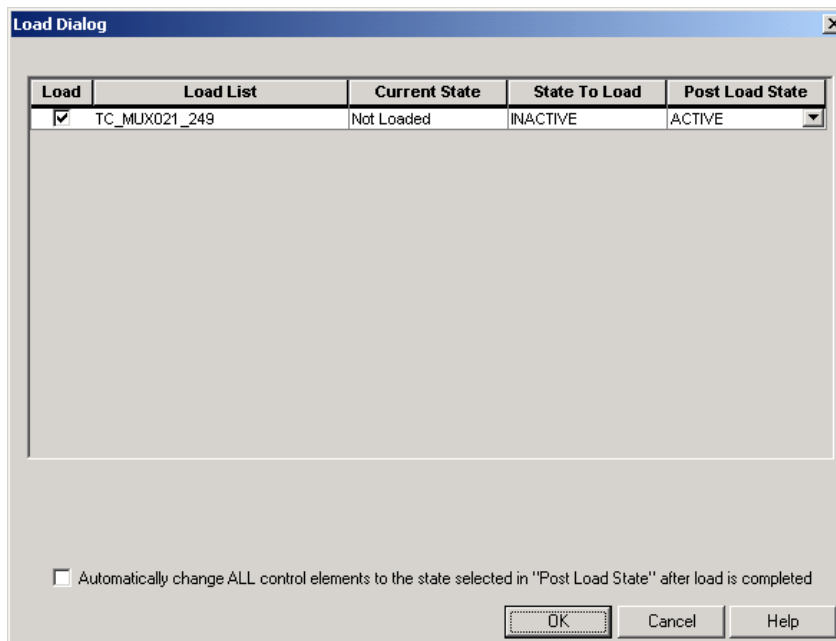 Load Dialog
Load Load List Current State State To Load Post Load State
TC_MUX021_249 Not Loaded INACTIVE ACTIVE
Automatically change ALL control elements to the state selected in "Post Load State" after load is completed
OK Cancel Help